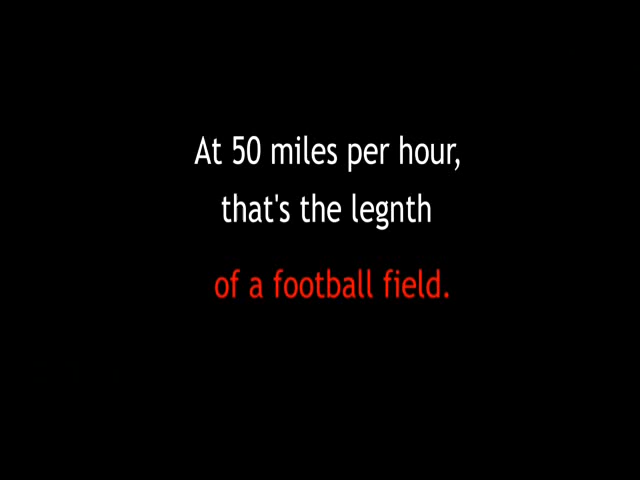 At 50 miles per hour,
that's the legnth
of a football field.